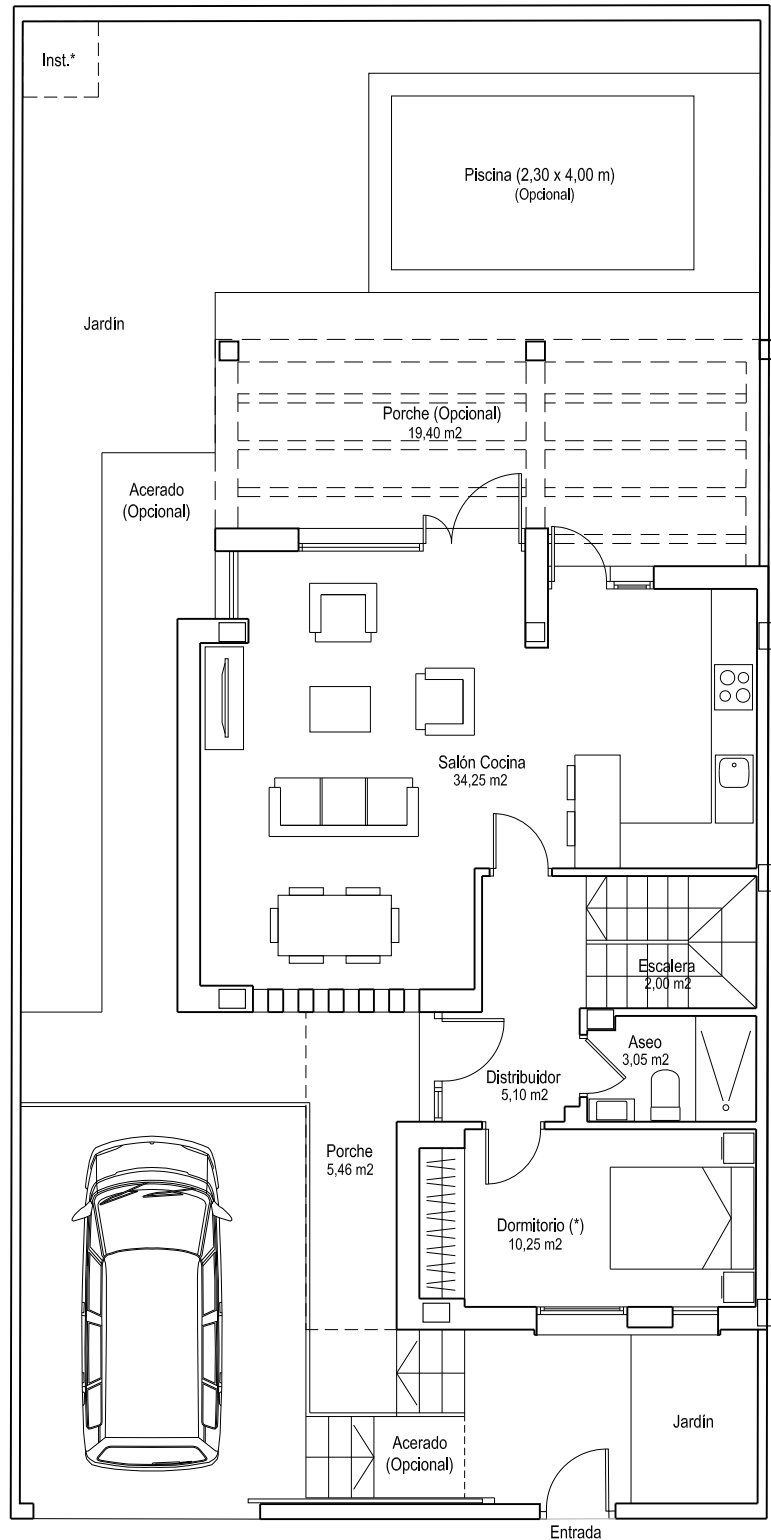 Inst.*
Piscina (2,30 x 4,00 m)
(Opcional)
Jardín
Porche (Opcional)
19,40 m2
Acerado
(Opcional)
Salón Cocina
34,25 m2
Escalera
2,00 m2
Aseo
3,05 m2
Distribuidor
5,10 m2
Porche
5,46 m2
Dormitorio (*)
10,25 m2
Jardín
Acerado
(Opcional)
Entrada